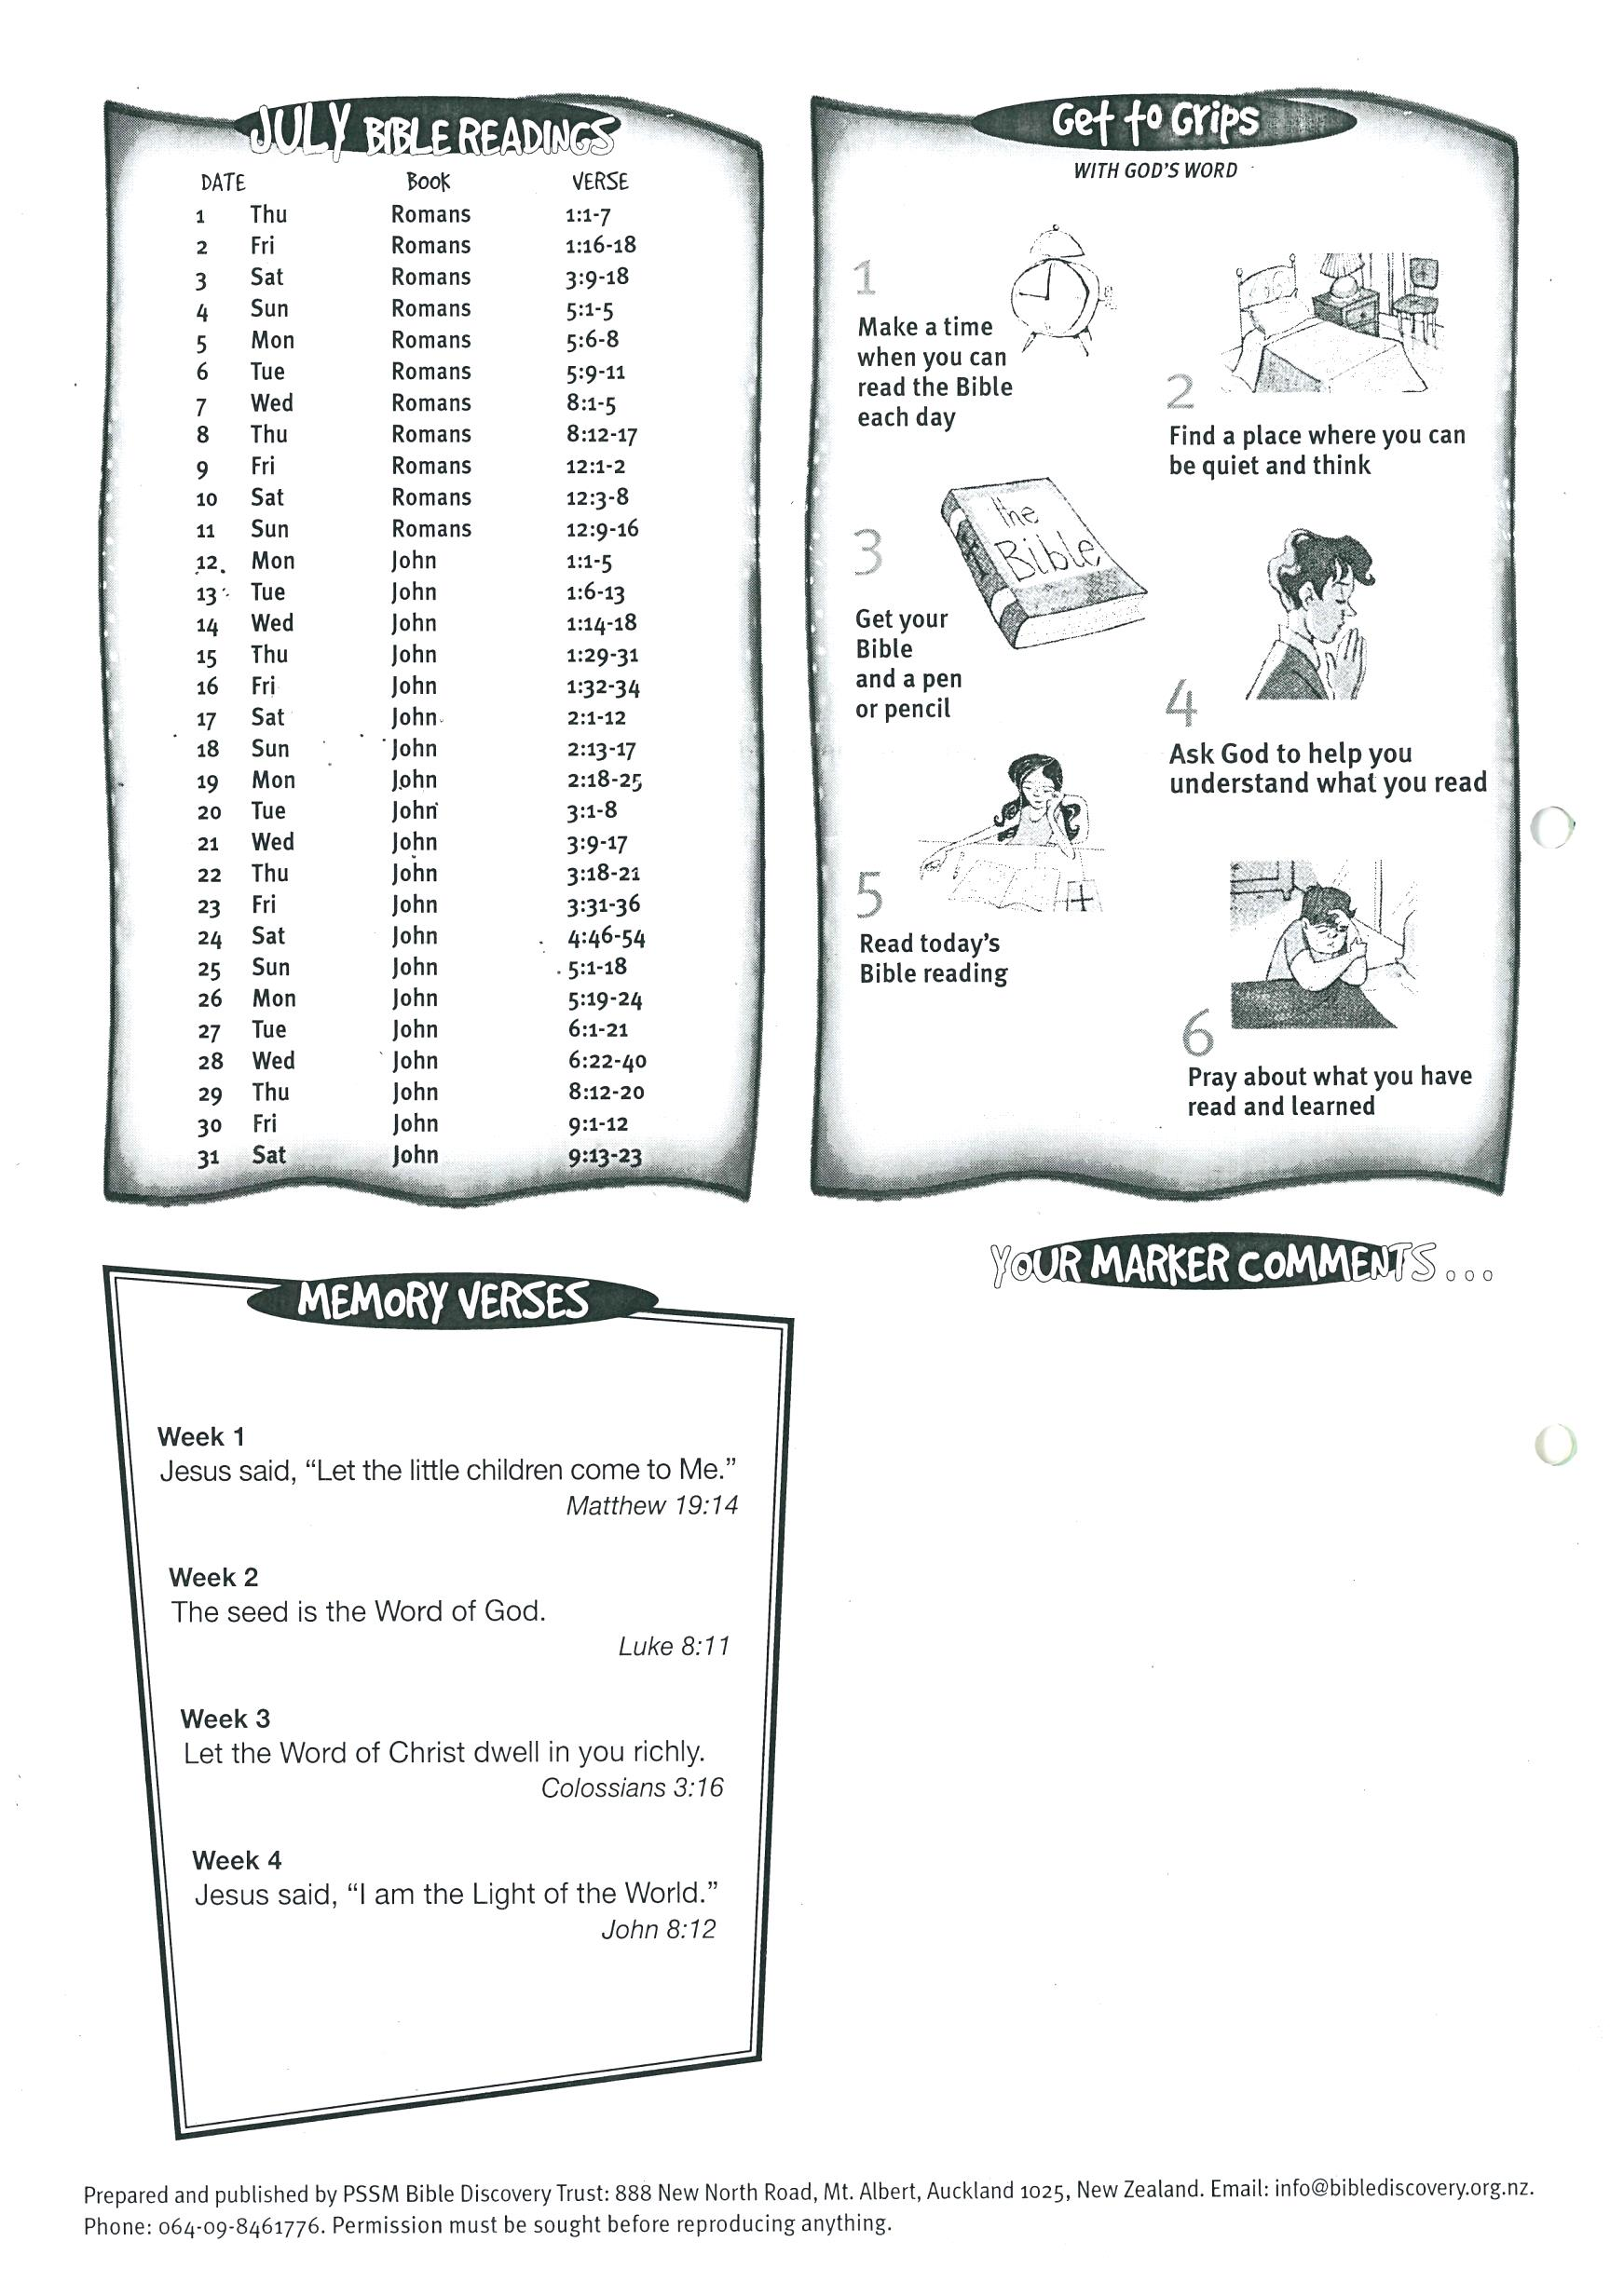 JULY BIBLE READINGS
DATE BOOK VERSE
1 Thu Romans 1:1-7
2 Fri Romans 1:16-18
3 Sat Romans 3:9-18
4 Sun Romans 5:1-5
5 Mon Romans 5:6-8
6 Tue Romans 5:9-11
7 Wed Romans 8:1-5
8 Thu Romans 8:12-17
9 Fri Romans 12:1-2
10 Sat Romans 12:3-8
11 Sun Romans 12:9-16
12 Mon John 1:1-5
13 Tue John 1:6-13
14 Wed John 1:14-18
15 Thu John 1:29-31
16 Fri John 1:32-34
17 Sat John 2:1-12
18 Sun John 2:13-17
19 Mon John 2:18-25
20 Tue John 3:1-8
21 Wed John 3:9-17
22 Thu John 3:18-21
23 Fri John 3:31-36
24 Sat John 4:46-54
25 Sun John 5:1-18
26 Mon John 5:19-24
27 Tue John 6:1-21
28 Wed John 6:22-40
29 Thu John 8:12-20
30 Fri John 9:1-12
31 Sat John 9:13-23
Get to Grips
WITH GOD'S WORD
1
Make a time
when you can
read the Bible
each day
2
Find a place where you can
be quiet and think
the
Bible
3
Get your
Bible
and a pen
or pencil
4
Ask God to help you
understand what you read
5
Read today's
Bible reading
6
Pray about what you have
read and learned
MEMORY VERSES
Week 1
Jesus said, “Let the little children come to Me.”
Matthew 19:14
Week 2
The seed is the Word of God.
Luke 8:11
Week 3
Let the Word of Christ dwell in you richly.
Colossians 3:16
Week 4
Jesus said, “I am the Light of the World.”
John 8:12
YOUR MARKER COMMENTS...
Prepared and published by PSSM Bible Discovery Trust: 888 New North Road, Mt. Albert, Auckland 1025, New Zealand. Email: info@biblediscovery.org.nz.
Phone: 064-09-8461776. Permission must be sought before reproducing anything.